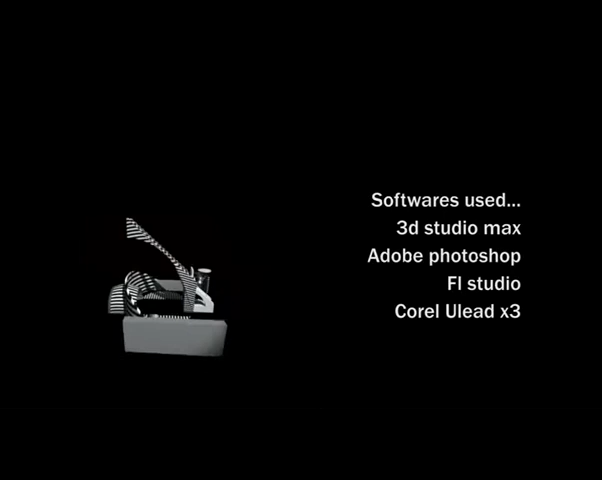 Softwares used...
3d studio max
Adobe photoshop
Fl studio
Corel Ulead x3